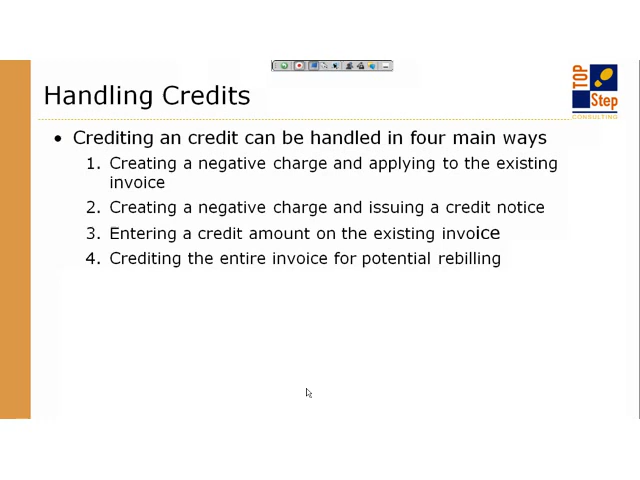 Handling Credits
TOP
Step
CONSULTING
• Crediting an credit can be handled in four main ways
1. Creating a negative charge and applying to the existing
invoice
2. Creating a negative charge and issuing a credit notice
3. Entering a credit amount on the existing invoice
4. Crediting the entire invoice for potential rebilling